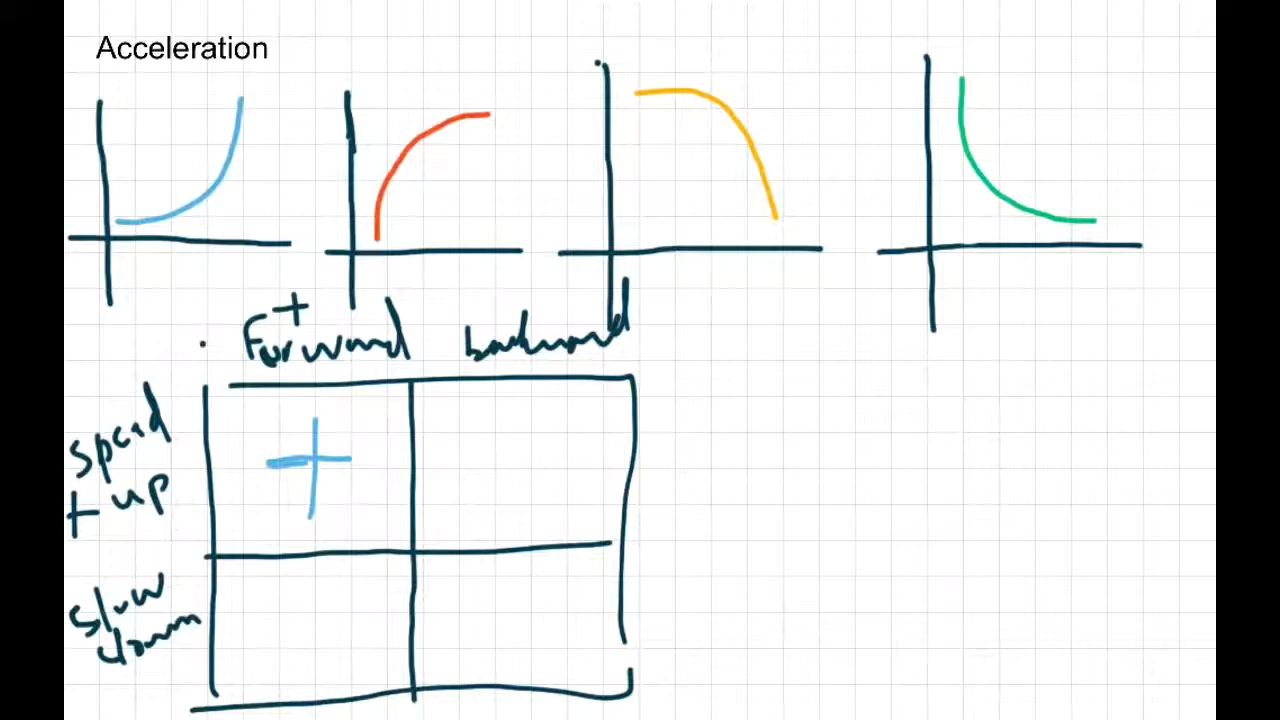 Acceleration
+
Forward backward
speed
+ up
+
slow
down